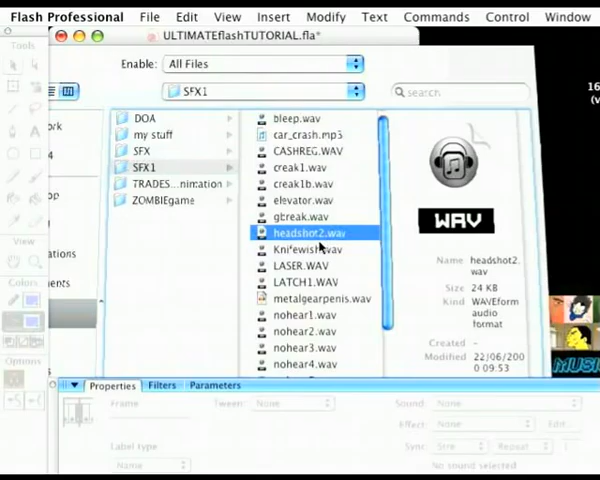 Flash Professional File Edit View Insert Modify Text Commands Control Window
ULTIMATEflashTUTORIAL.fla*
Tools
Enable: All Files
SFX1
search
DOA
my stuff
SFX
SFX1
TRADES...nimation
ZOMBIEgame
bleep.wav
car_crash.mp3
CASHREG.WAV
creak1.wav
creak1b.wav
elevator.wav
gbreak.wav
headshot2.wav
LASER.WAV
LATCH1.WAV
metalgearpenis.wav
nohear1.wav
nohear2.wav
nohear3.wav
nohear4.wav
WAV
Name headshot2.
wav
Size 24 KB
Kind WAVEform
audio
format
Created –
Modified 22/06/200
0 09:53
View
Colors
Options
MUSIC
Properties Filters Parameters
Frame
Tween: None
Sound: None
Effect: None
Edit...
Label type
Sync: Repeat
Name
No sound selected